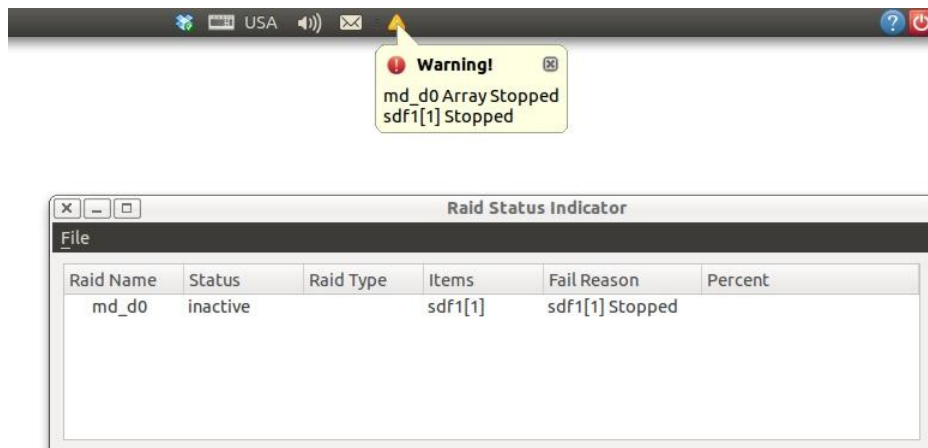 USA
Warning!
md_d0 Array Stopped
sdf1[1] Stopped
Raid Status Indicator
File
Raid Name Status Raid Type Items Fail Reason Percent
md_d0 inactive sdf1[1] sdf1[1] Stopped